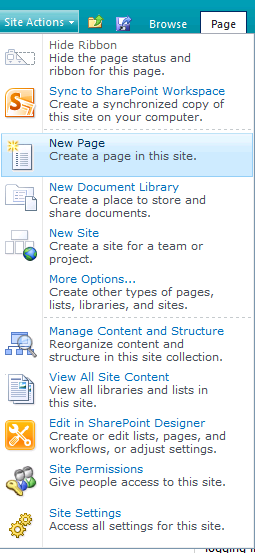 Site Actions Browse Page
Hide Ribbon
Hide the page status and
ribbon for this page.
Sync to SharePoint Workspace
Create a synchronized copy of
this site on your computer.
New Page
Create a page in this site.
New Document Library
Create a place to store and
share documents.
New Site
Create a site for a team or
project.
More Options...
Create other types of pages,
lists, libraries, and sites.
Manage Content and Structure
Reorganize content and
structure in this site collection.
View All Site Content
View all libraries and lists in
this site.
Edit in SharePoint Designer
Create or edit lists, pages, and
workflows, or adjust settings.
Site Permissions
Give people access to this site.
Site Settings
Access all settings for this site.